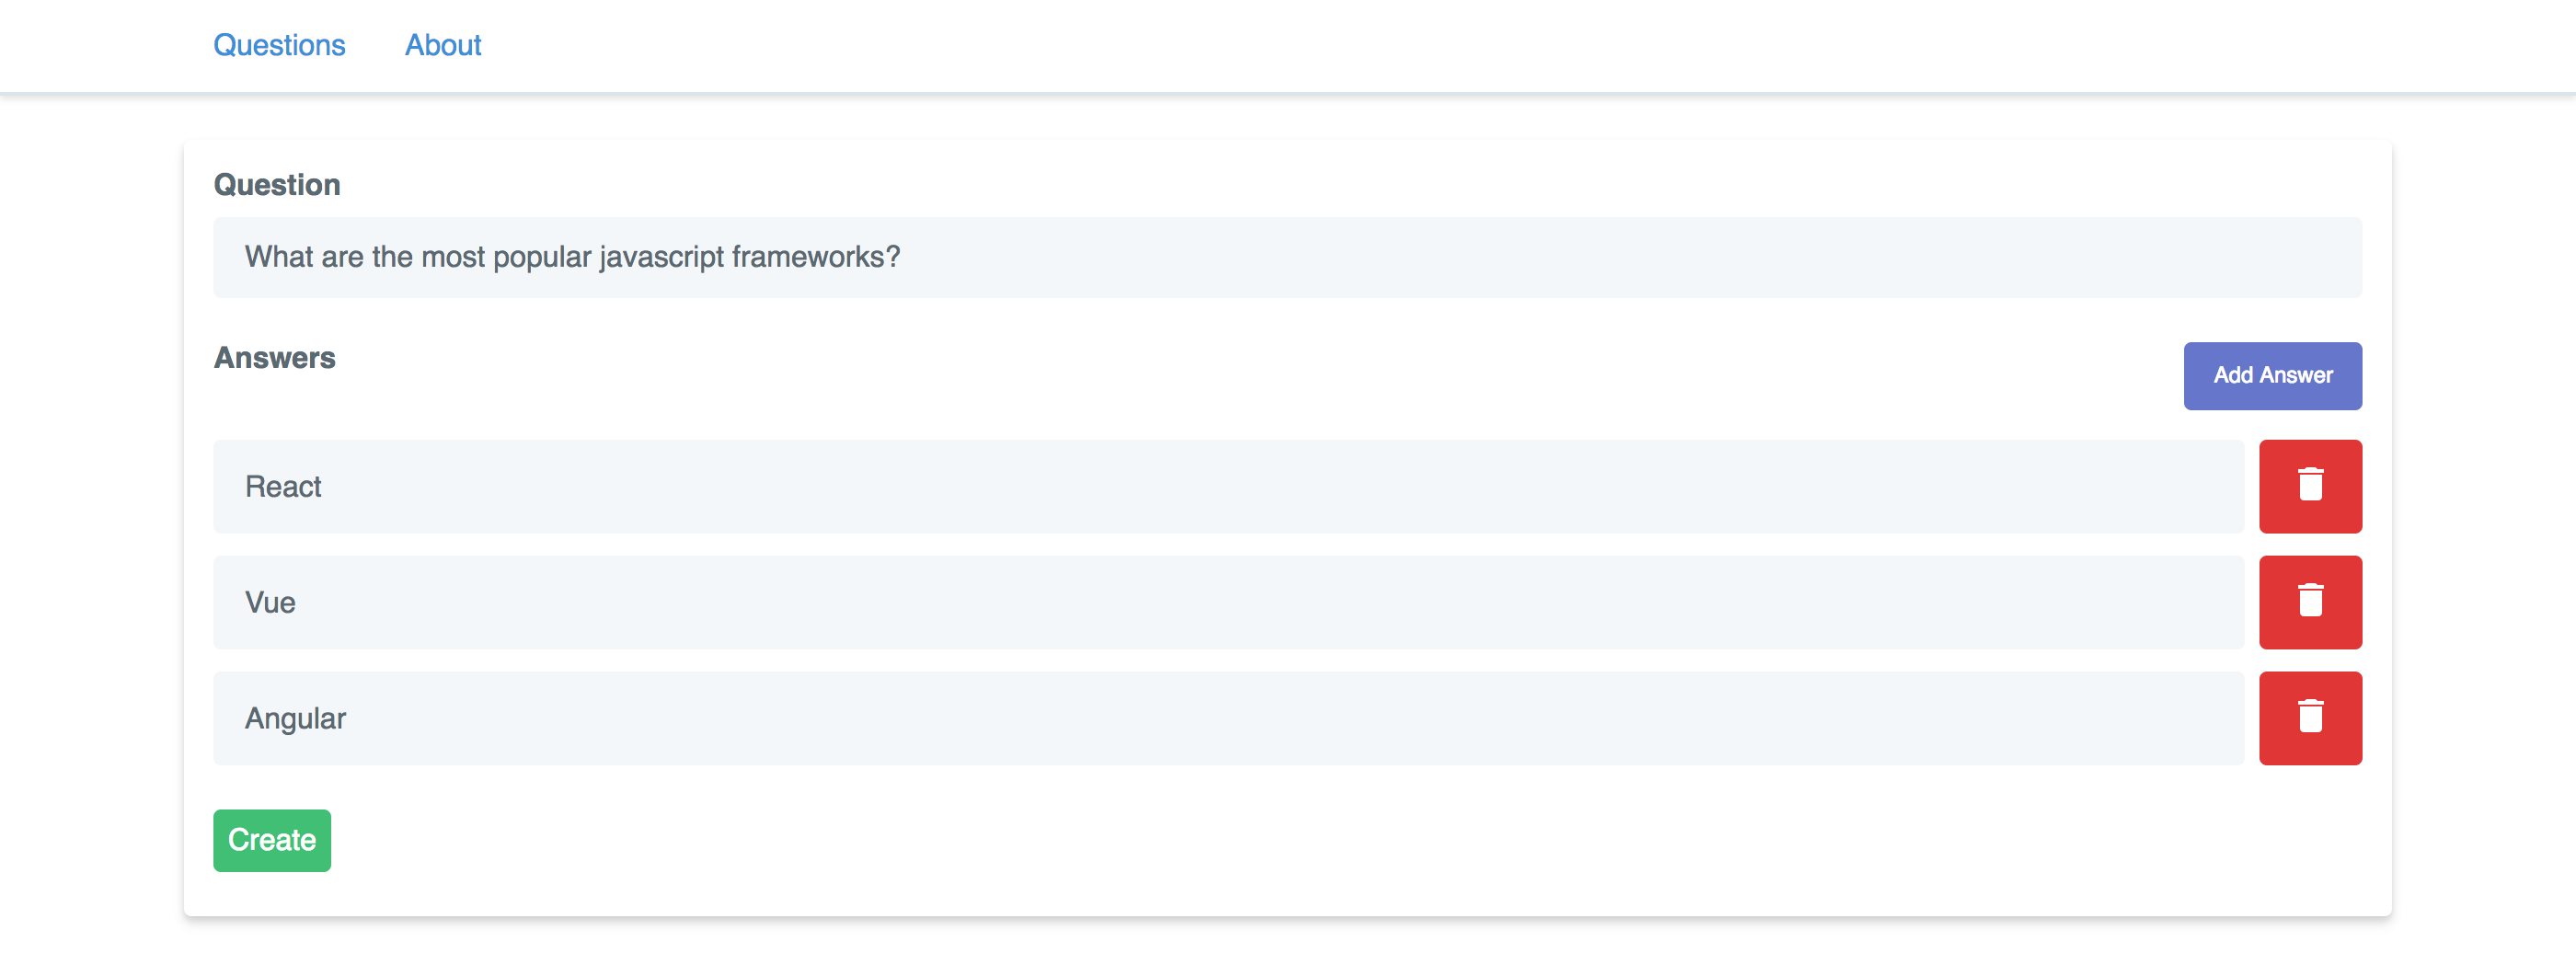 Questions About
Question
What are the most popular javascript frameworks?
Answers
Add Answer
React
Vue
Angular
Create